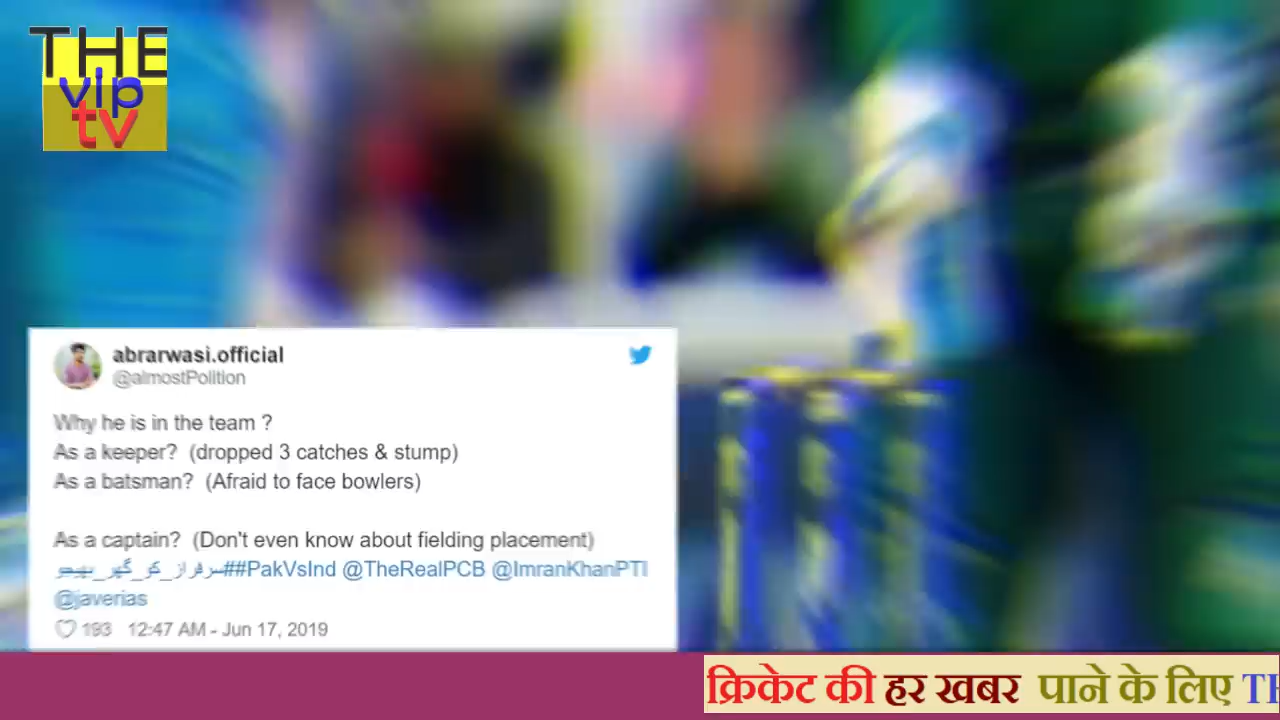 THE
vip
tv
abrarwasi.official
@almostPolition
Why he is in the team ?
As a keeper? (dropped 3 catches & stump)
As a batsman? (Afraid to face bowlers)
As a captain? (Don't even know about fielding placement)
#سرفراز_کو_گھر_بھیجو#PakVsInd @TheRealPCB @ImranKhanPTI
@javerias
193 12:47 AM - Jun 17, 2019
क्रिकेट की हर खबर पाने के लिए TH